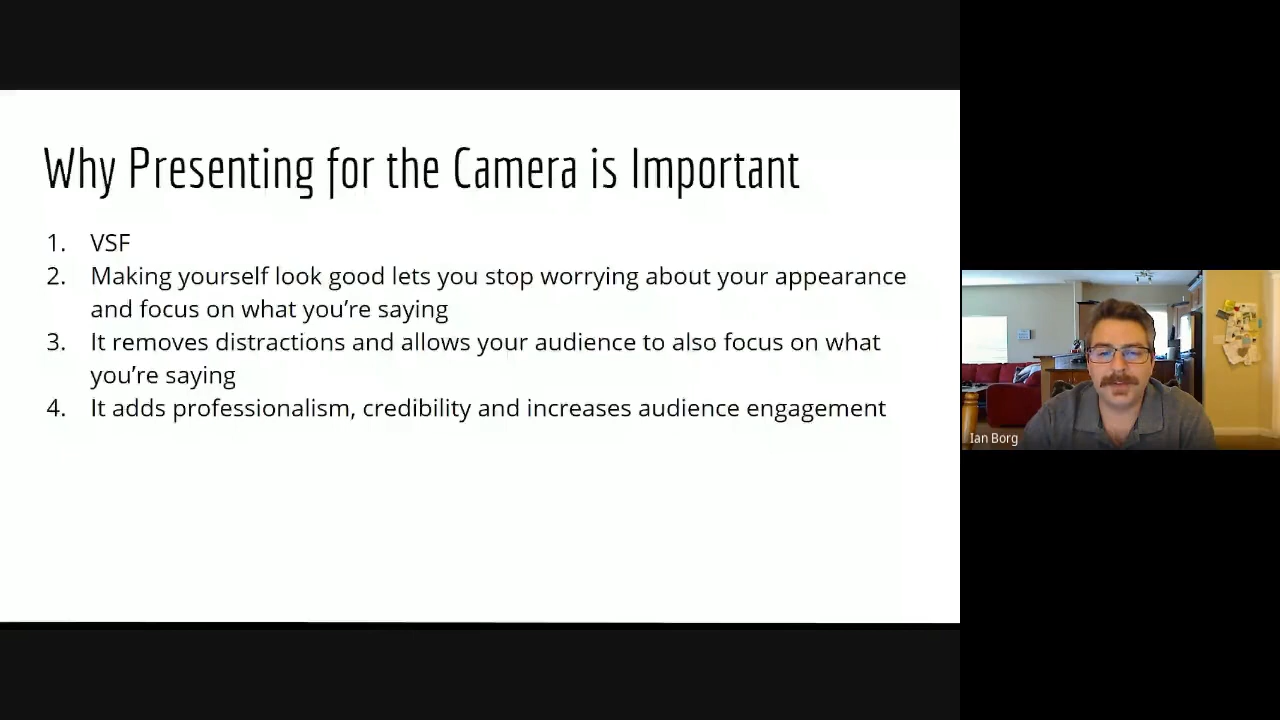 Why Presenting for the Camera is Important
1. VSF
2. Making yourself look good lets you stop worrying about your appearance
and focus on what you're saying
3. It removes distractions and allows your audience to also focus on what
you're saying
4. It adds professionalism, credibility and increases audience engagement
Ian Borg